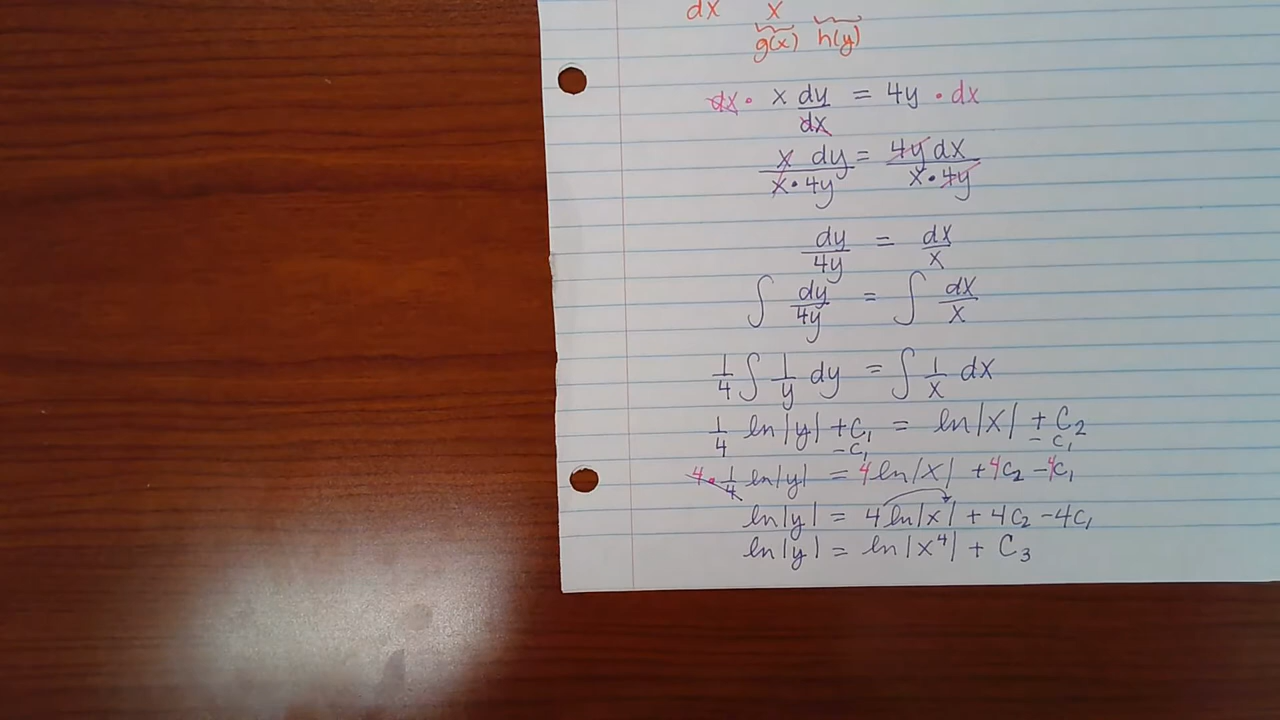 dx x
g(x) h(y)
dx · x dy/dx = 4y · dx
x dy/x · 4y = 4y dx/x · 4y
dy/4y = dx/x
∫ dy/4y = ∫ dx/x
1/4 ∫ 1/y dy = ∫ 1/x dx
1/4 ln|y| + C₁ = ln|x| + C₂
- C₁ - C₁
4 · 1/4 ln|y| = 4 ln|x| + 4C₂ - 4C₁
ln|y| = 4 ln|x| + 4C₂ - 4C₁
ln|y| = ln|x⁴| + C₃